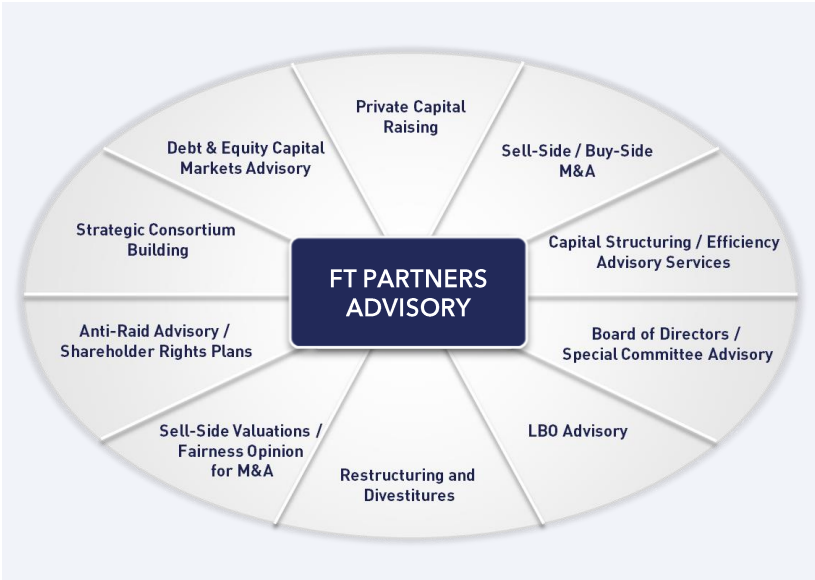 Private Capital
Raising
Debt & Equity Capital
Markets Advisory
Sell-Side / Buy-Side
M&A
Strategic Consortium
Building
Capital Structuring / Efficiency
Advisory Services
FT PARTNERS
ADVISORY
Anti-Raid Advisory /
Shareholder Rights Plans
Board of Directors /
Special Committee Advisory
Sell-Side Valuations /
Fairness Opinion
for M&A
LBO Advisory
Restructuring and
Divestitures